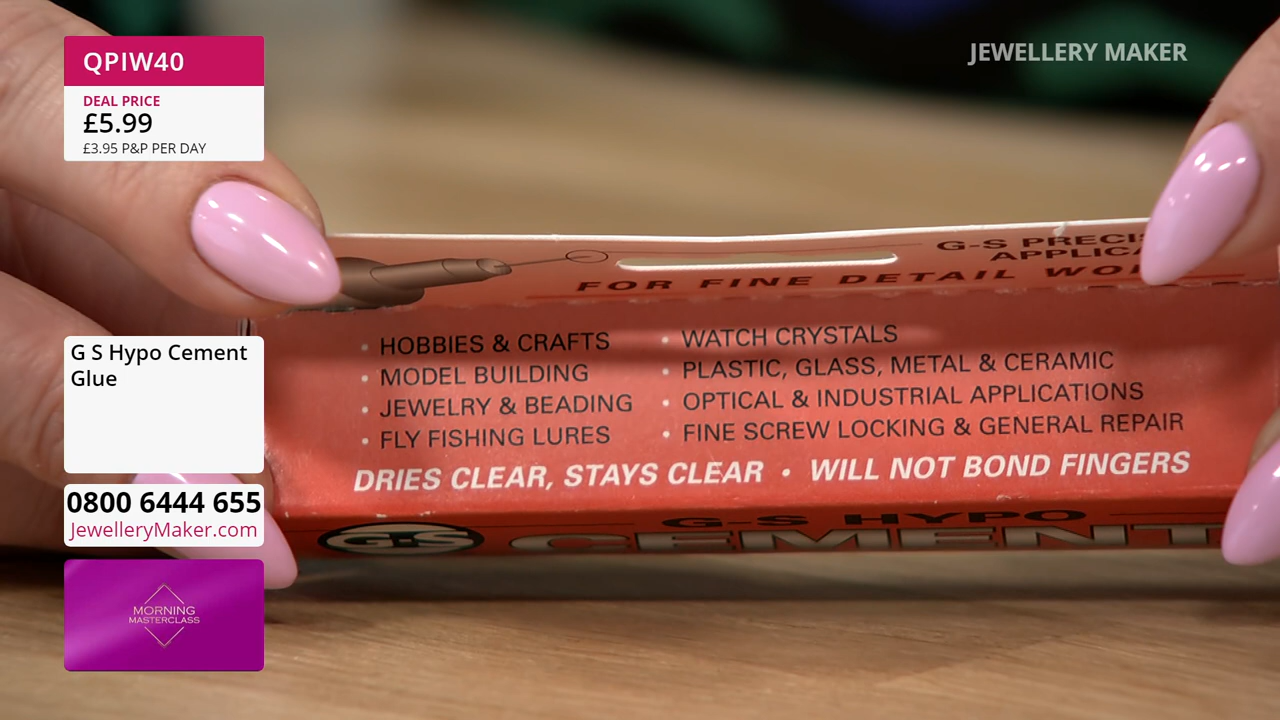 QPIW40
DEAL PRICE
£5.99
£3.95 P&P PER DAY
JEWELLERY MAKER
G-S
FOR FINE DETAIL
• HOBBIES & CRAFTS
• MODEL BUILDING
• JEWELRY & BEADING
• FLY FISHING LURES
• WATCH CRYSTALS
• PLASTIC, GLASS, METAL & CERAMIC
• OPTICAL & INDUSTRIAL APPLICATIONS
• FINE SCREW LOCKING & GENERAL REPAIR
DRIES CLEAR, STAYS CLEAR • WILL NOT BOND FINGERS
G-S G-S HYPO
CEMENT
G S Hypo Cement
Glue
0800 6444 655
JewelleryMaker.com
MORNING
MASTERCLASS